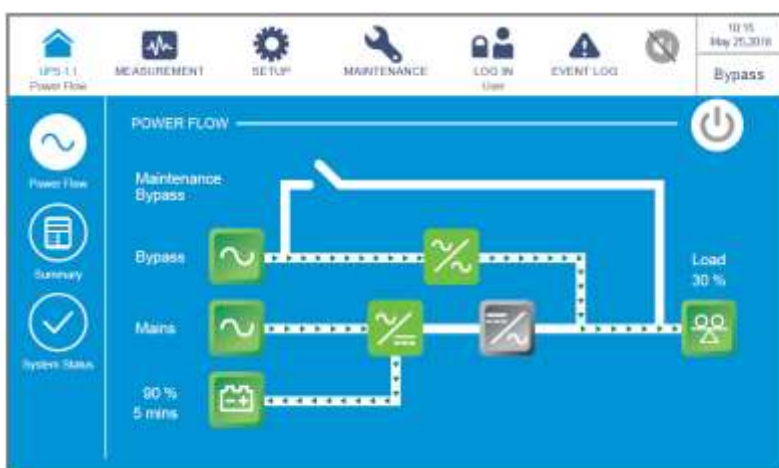 10:15
May 25,2018
UPS-1.1
Power Flow
MEASUREMENT
SETUP
MAINTENANCE
LOG IN
User
EVENT LOG
Bypass
POWER FLOW
Power Flow
Summary
System Status
Maintenance
Bypass
Bypass
Mains
90 %
5 mins
Load
30 %